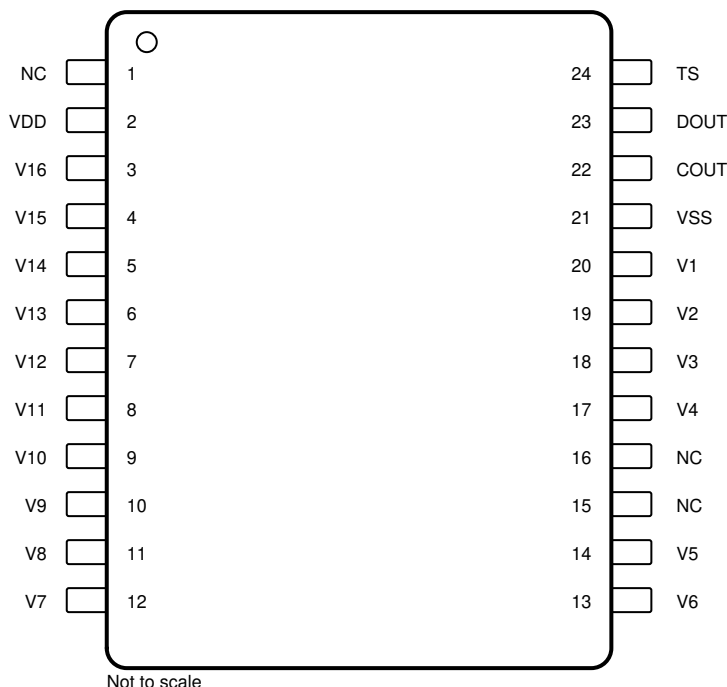 NC 1 24 TS
VDD 2 23 DOUT
V16 3 22 COUT
V15 4 21 VSS
V14 5 20 V1
V13 6 19 V2
V12 7 18 V3
V11 8 17 V4
V10 9 16 NC
V9 10 15 NC
V8 11 14 V5
V7 12 13 V6
Not to scale